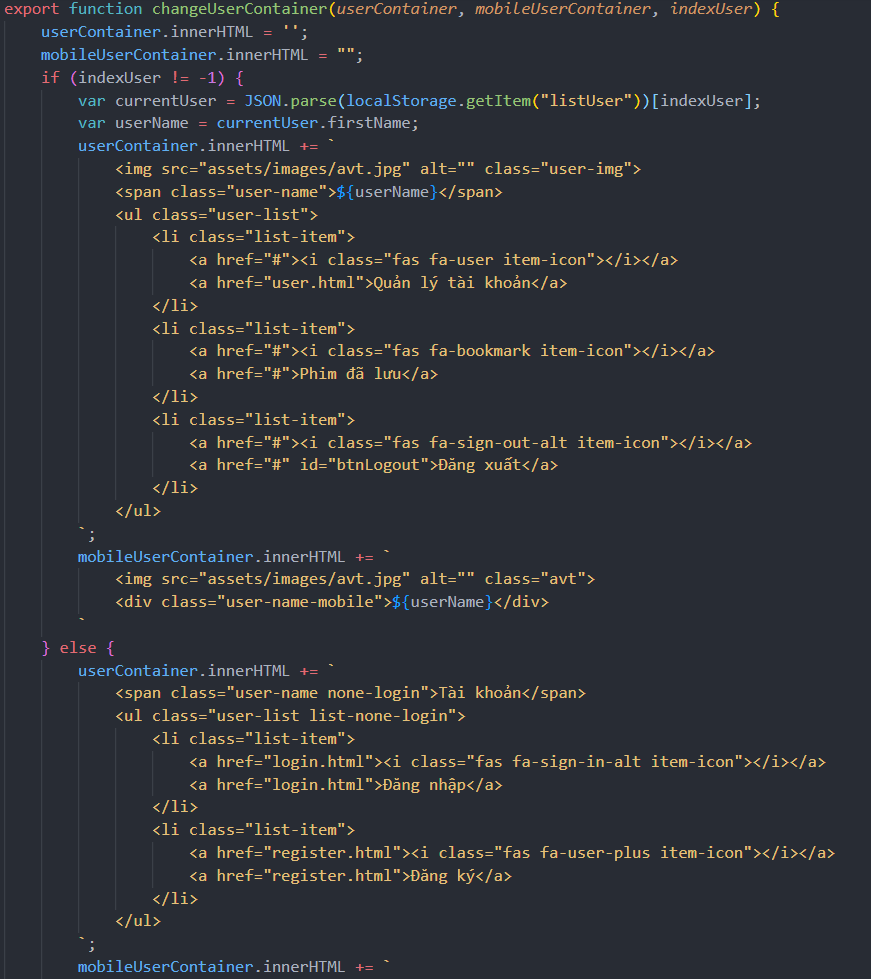 export function changeUserContainer(userContainer, mobileUserContainer, indexUser) {
    userContainer.innerHTML = '';
    mobileUserContainer.innerHTML = "";
    if (indexUser != -1) {
        var currentUser = JSON.parse(localStorage.getItem("listUser"))[indexUser];
        var userName = currentUser.firstName;
        userContainer.innerHTML += `
            <img src="assets/images/avt.jpg" alt="" class="user-img">
            <span class="user-name">${userName}</span>
            <ul class="user-list">
                <li class="list-item">
                    <a href="#"><i class="fas fa-user item-icon"></i></a>
                    <a href="user.html">Quản lý tài khoản</a>
                </li>
                <li class="list-item">
                    <a href="#"><i class="fas fa-bookmark item-icon"></i></a>
                    <a href="#">Phim đã lưu</a>
                </li>
                <li class="list-item">
                    <a href="#"><i class="fas fa-sign-out-alt item-icon"></i></a>
                    <a href="#" id="btnLogout">Đăng xuất</a>
                </li>
            </ul>
        `;
        mobileUserContainer.innerHTML += `
            <img src="assets/images/avt.jpg" alt="" class="avt">
            <div class="user-name-mobile">${userName}</div>
        `
    } else {
        userContainer.innerHTML += `
            <span class="user-name none-login">Tài khoản</span>
            <ul class="user-list list-none-login">
                <li class="list-item">
                    <a href="login.html"><i class="fas fa-sign-in-alt item-icon"></i></a>
                    <a href="login.html">Đăng nhập</a>
                </li>
                <li class="list-item">
                    <a href="register.html"><i class="fas fa-user-plus item-icon"></i></a>
                    <a href="register.html">Đăng ký</a>
                </li>
            </ul>
        `;
        mobileUserContainer.innerHTML += `